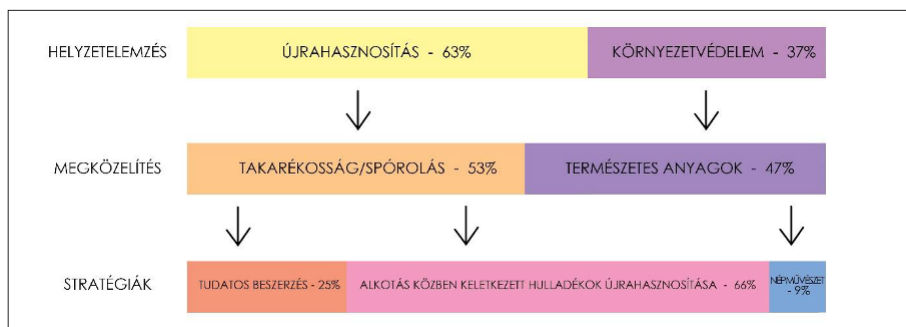 HELYZETELEMZÉS
ÚJRAHASZNOSÍTÁS - 63%
KÖRNYEZETVÉDELEM - 37%
MEGKÖZELÍTÉS
TAKARÉKOSSÁG/SPÓROLÁS - 53%
TERMÉSZETES ANYAGOK - 47%
STRATÉGIÁK
TUDATOS BESZERZÉS - 25%
ALKOTÁS KÖZBEN KELETKEZETT HULLADÉKOK ÚJRAHASZNOSÍTÁSA - 66%
NÉPMŰVÉSZET
- 9%